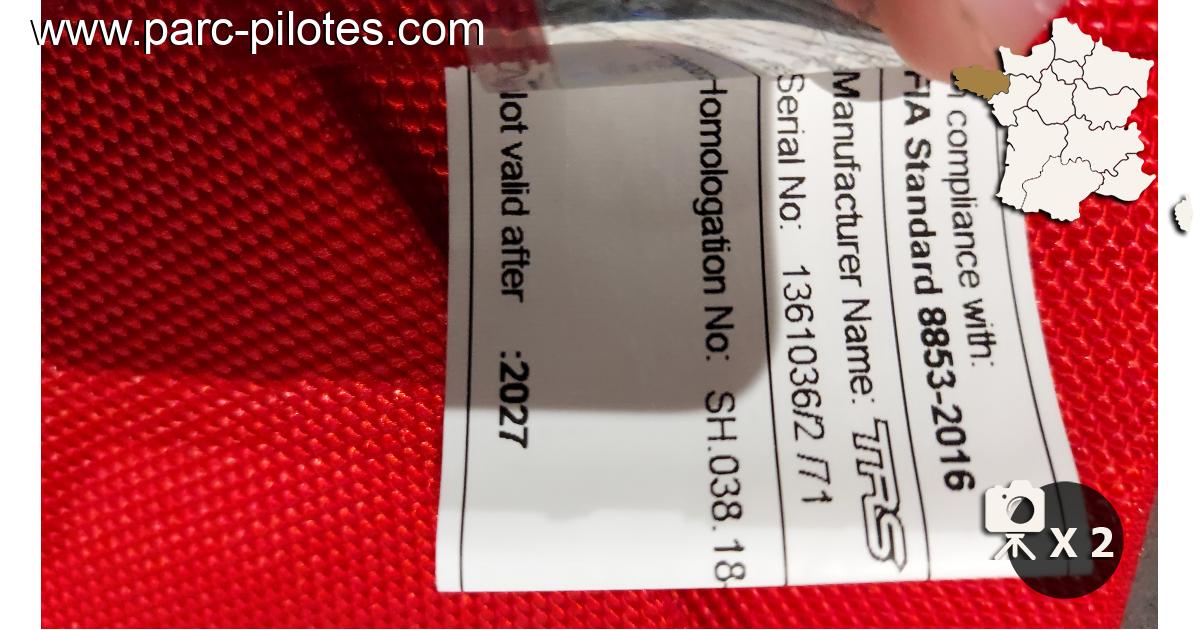 www.parc-pilotes.com
compliance with:
FIA Standard 8853-2016
Manufacturer Name: TRS
Serial No: 1361036/2 /71
Homologation No: SH.038.18
Not valid after :2027
X 2